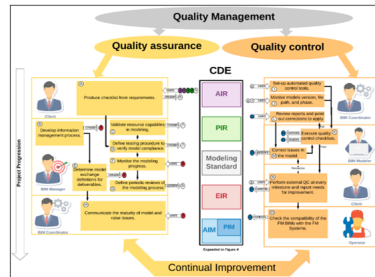 Quality Management
Quality assurance
Quality control
CDE
Project Progression
Client
Produce checklist from requirements.
Develop information
management process.
Validate resource capabilities
in modeling.
Define testing procedure to
verify model compliance.
Monitor the modeling
progress.
Define periodic reviews of
the modeling process.
Determine model
exchange
definitions for
deliverables.
BIM Manager
Communicate the maturity of model and
raise issues.
BIM Coordinator
AIR
PIR
Modeling
Standard
EIR
AIM
PIM
Expanded in Figure 4
Set-up automated quality
control tools.
Monitor models version, file
path, and phase.
Review reports and point
out corrections to apply.
Execute quality
control checklists.
Correct issues in
the model.
Perform external QC at every
milestone and report needs
for improvement.
Check the compatibility of the
FM BIMs with the FM
Systems.
BIM Coordinator
BIM Modeler
Client
Operator
Continual Improvement